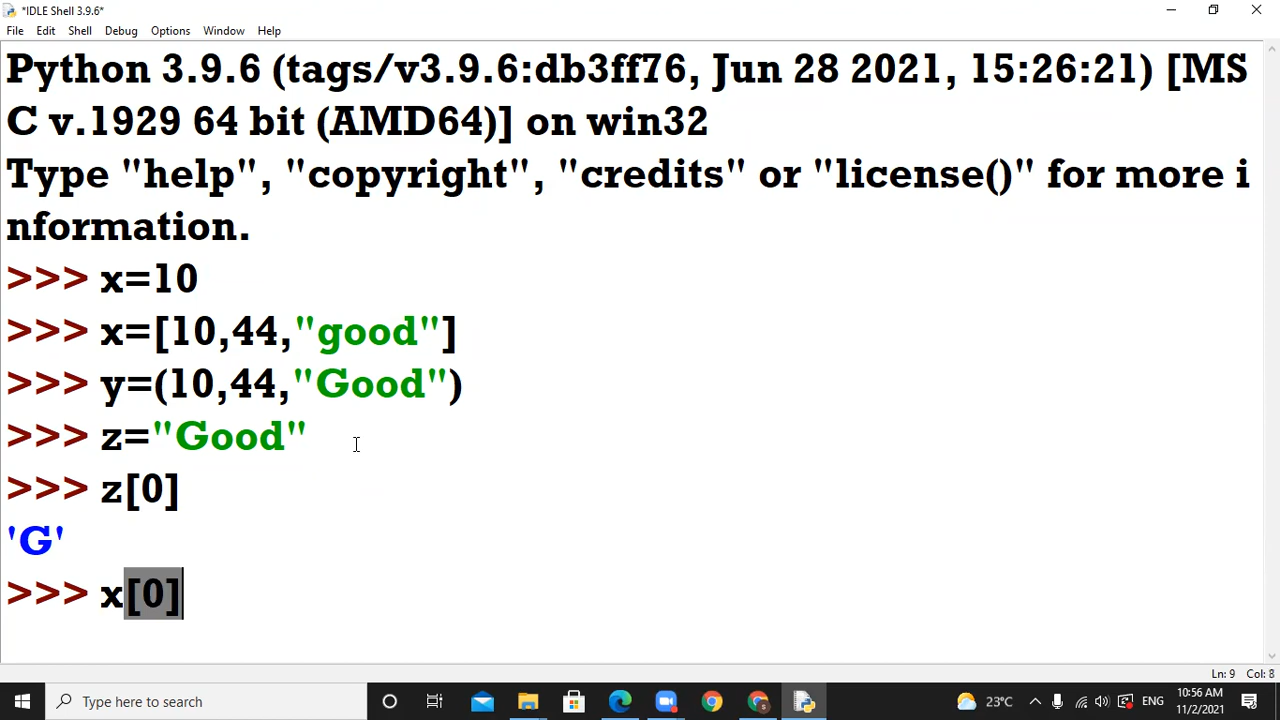 *IDLE Shell 3.9.6*
File Edit Shell Debug Options Window Help
Python 3.9.6 (tags/v3.9.6:db3ff76, Jun 28 2021, 15:26:21) [MS
C v.1929 64 bit (AMD64)] on win32
Type "help", "copyright", "credits" or "license()" for more i
nformation.
>>> x=10
>>> x=[10,44,"good"]
>>> y=(10,44,"Good")
>>> z="Good"
>>> z[0]
'G'
>>> x[0]
Ln: 9 Col: 8
Type here to search
23°C
ENG
10:56 AM
11/2/2021